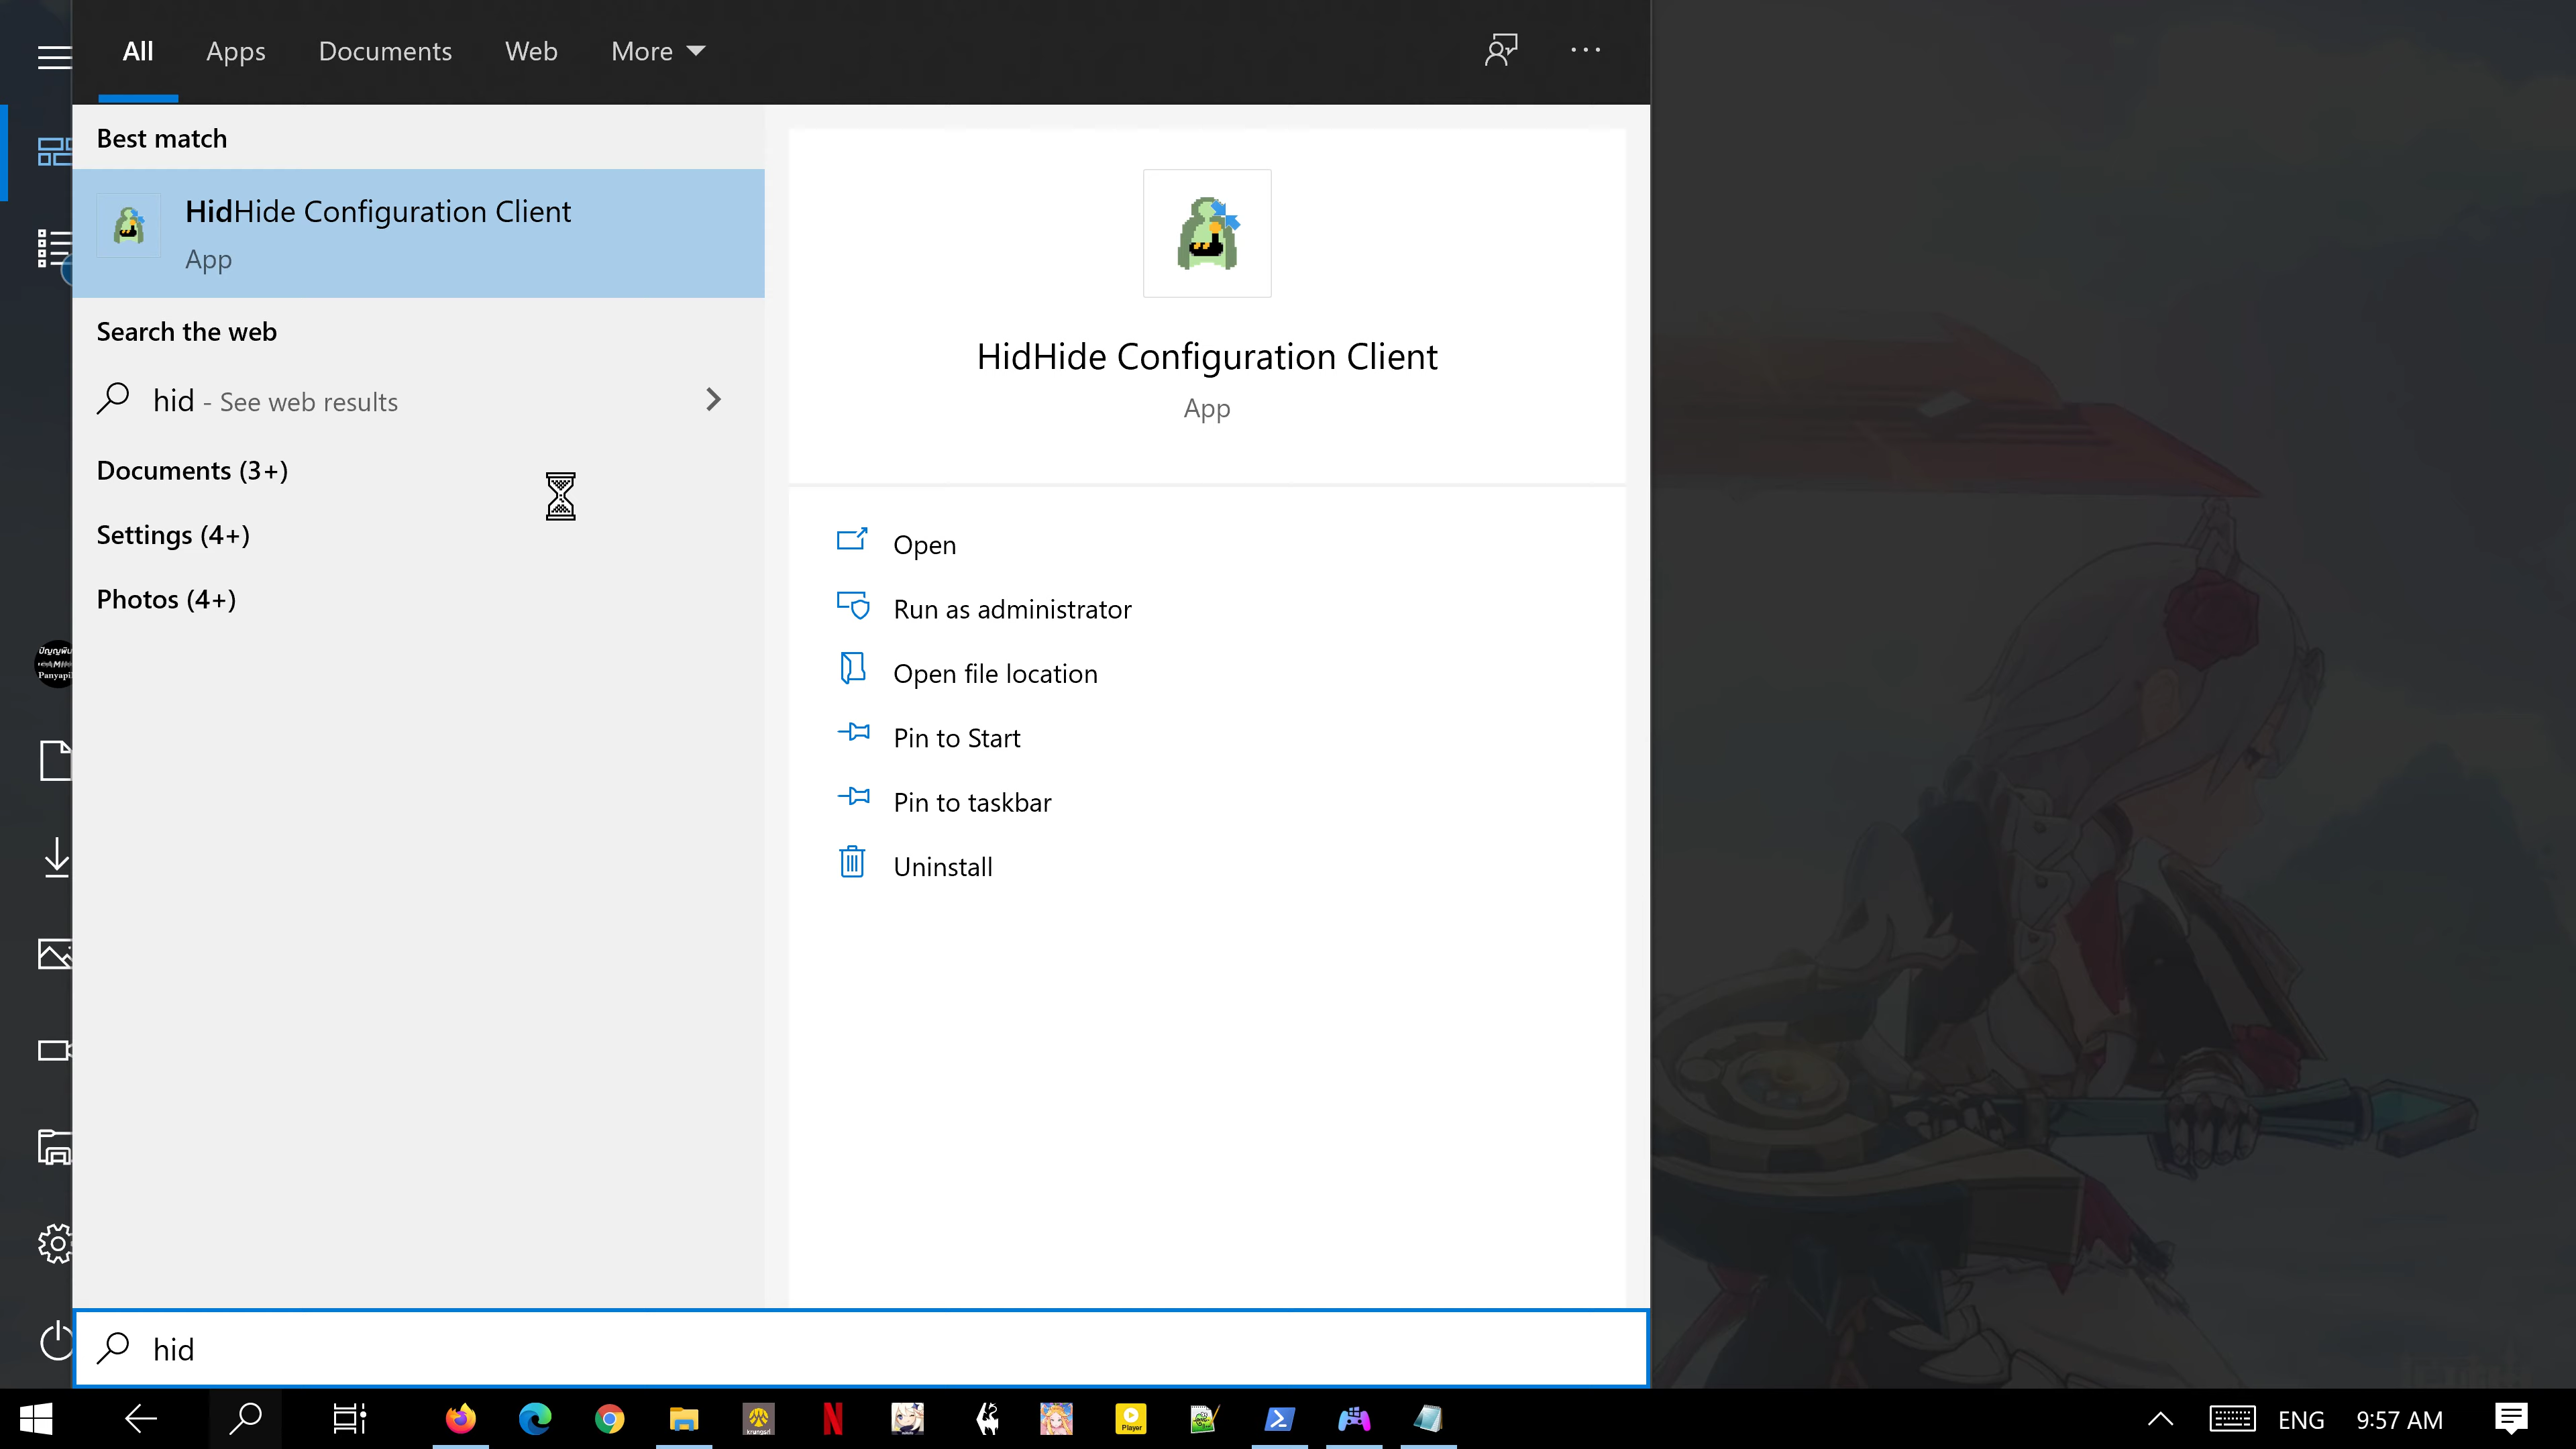 All Apps Documents Web More
Best match
HidHide Configuration Client
App
Search the web
hid - See web results
Documents (3+)
Settings (4+)
Photos (4+)
HidHide Configuration Client
App
Open
Run as administrator
Open file location
Pin to Start
Pin to taskbar
Uninstall
hid
krungsri
Player
ENG 9:57 AM